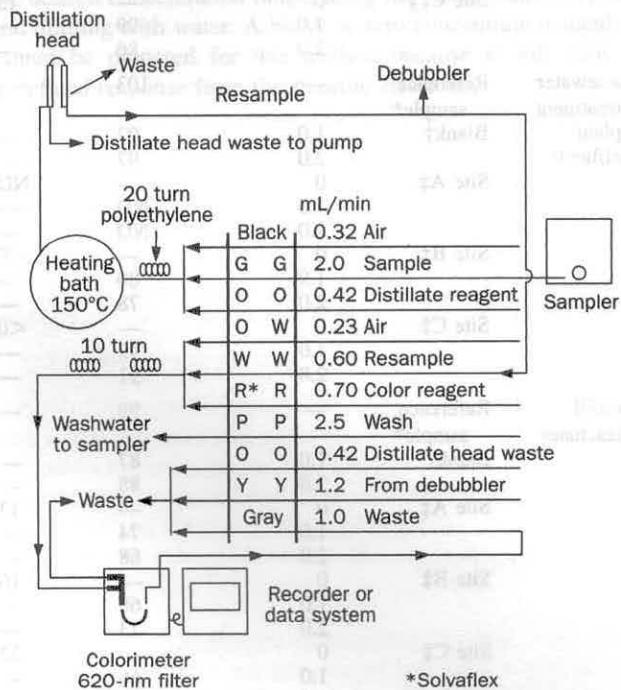 Distillation
head
Waste
Resample
Debubbler
Distillate head waste to pump
20 turn
polyethylene
mL/min
Heating
bath
150°C
Black 0.32 Air
G G 2.0 Sample
O O 0.42 Distillate reagent
O W 0.23 Air
W W 0.60 Resample
R* R 0.70 Color reagent
P P 2.5 Wash
O O 0.42 Distillate head waste
Y Y 1.2 From debubbler
Gray 1.0 Waste
Sampler
10 turn
Washwater
to sampler
Waste
Recorder or
data system
Colorimeter
620-nm filter
*Solvaflex